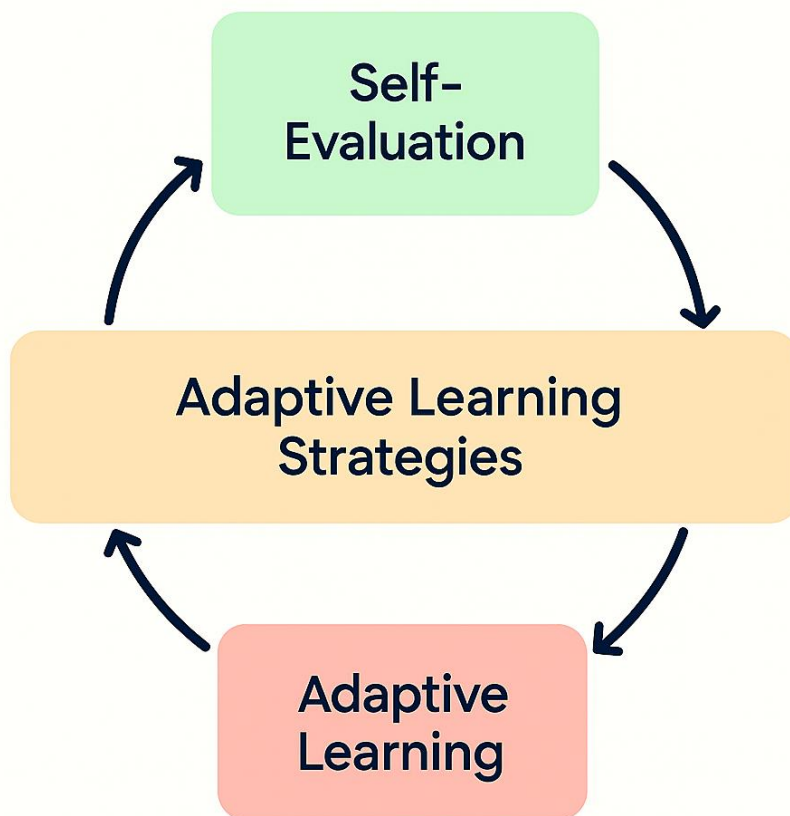 Self-
Evaluation
Adaptive Learning
Strategies
Adaptive
Learning